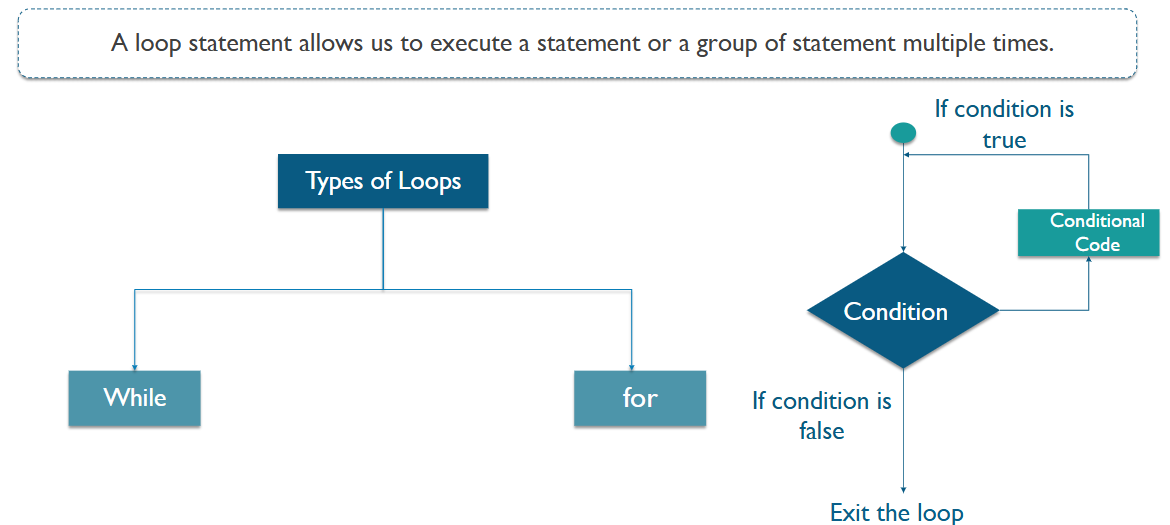 A loop statement allows us to execute a statement or a group of statement multiple times.
Types of Loops
While
for
If condition is
true
Conditional
Code
Condition
If condition is
false
Exit the loop